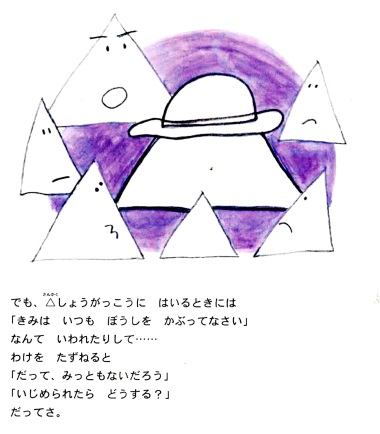 でも、△しょうがっこうに　はいるときには
「きみは　いつも　ぼうしを　かぶってなさい」
なんて　いわれたりして……
わけを　たずねると
「だって、みっともないだろう」
「いじめられたら　どうする？」
だってさ。